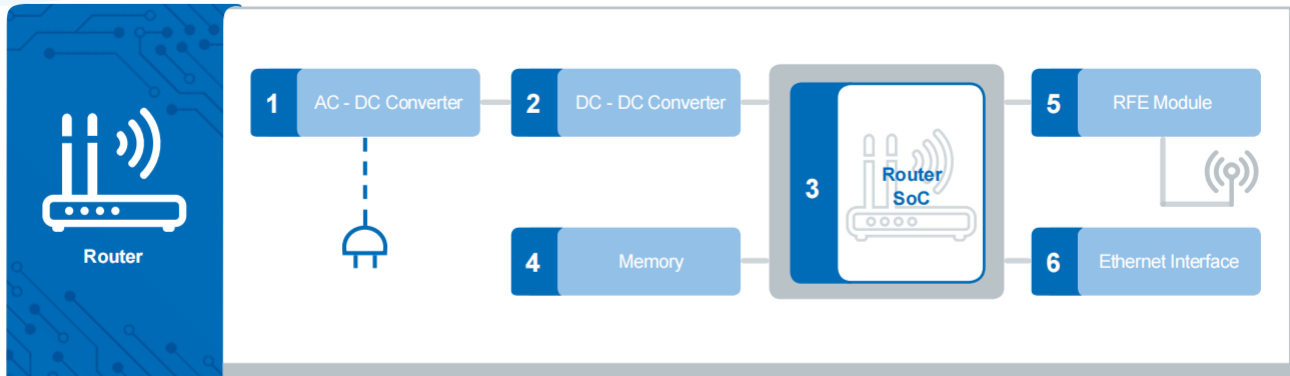 Router
1 AC - DC Converter
2 DC - DC Converter
3 Router
SoC
4 Memory
5 RFE Module
6 Ethernet Interface